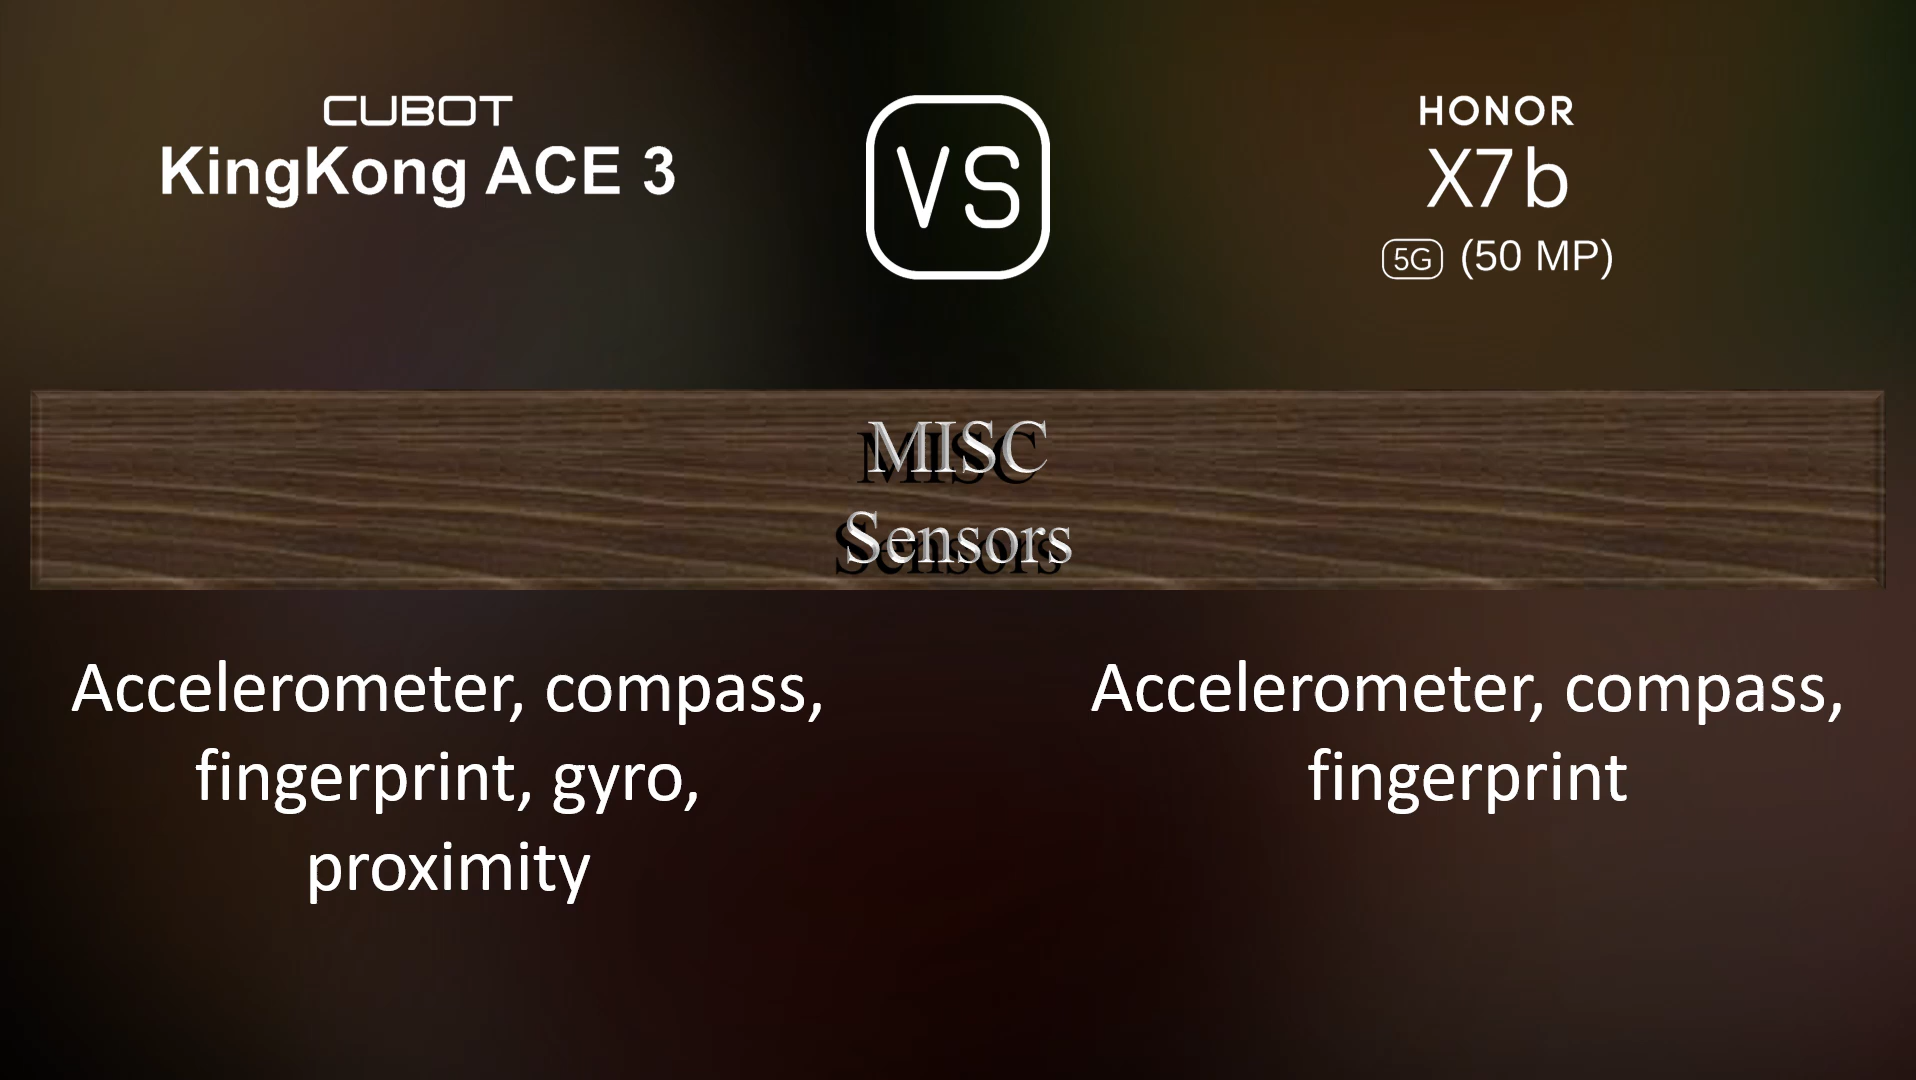 CUBOT
KingKong ACE 3
VS
HONOR
X7b
5G (50 MP)
MISC
Sensors
Accelerometer, compass,
fingerprint, gyro,
proximity
Accelerometer, compass,
fingerprint